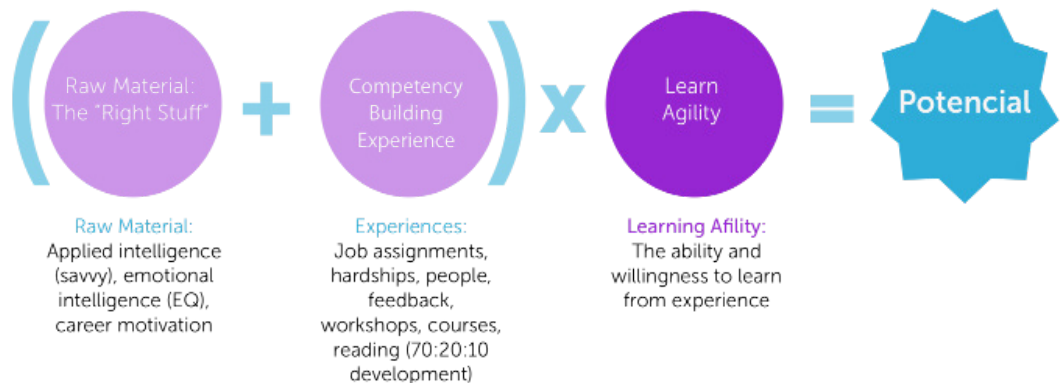 (
Raw Material:
The "Right Stuff"
+
Competency
Building
Experience
)
x
Learn
Agility
=
Potencial
Raw Material:
Applied intelligence
(savvy), emotional
intelligence (EQ),
career motivation
Experiences:
Job assignments,
hardships, people,
feedback,
workshops, courses,
reading (70:20:10
development)
Learning Afility:
The ability and
willingness to learn
from experience